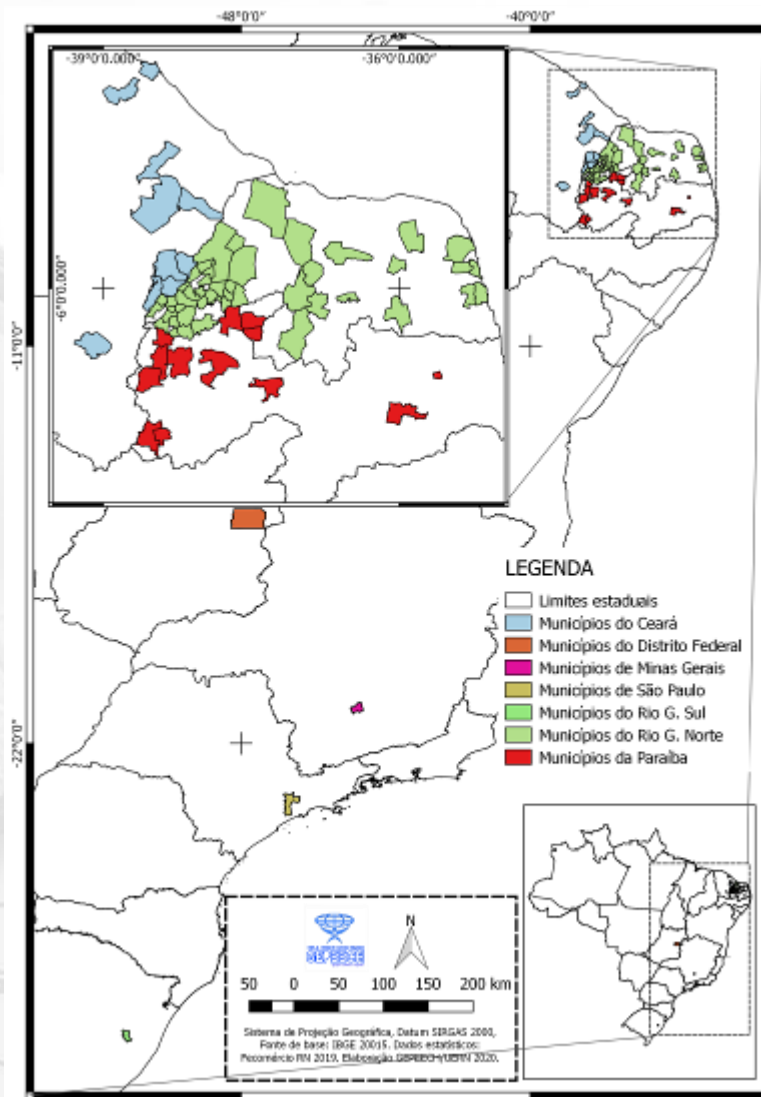 -48°0'0"
-40°0'0"
-39°0'0.000"
-36°0'0.000"
-6°0'0.000"
-11°0'0"
-22°0'0"
LEGENDA
Limites estaduais
Municípios do Ceará
Municípios do Distrito Federal
Municípios de Minas Gerais
Municípios de São Paulo
Municípios do Rio G. Sul
Municípios do Rio G. Norte
Municípios da Paraíba
N
50 0 50 100 150 200 km
Sistema de Projeção Geográfica, Datum SIRGAS 2000,
Fonte de base: IBGE 20015. Dados estatísticos:
Fecomércio RN 2019. Elaboração 2020.